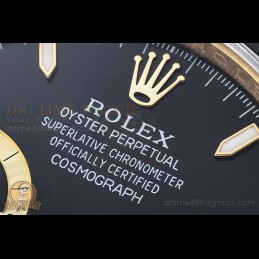 ROLEX
OYSTER PERPETUAL
SUPERLATIVE CHRONOMETER
OFFICIALLY CERTIFIED
COSMOGRAPH